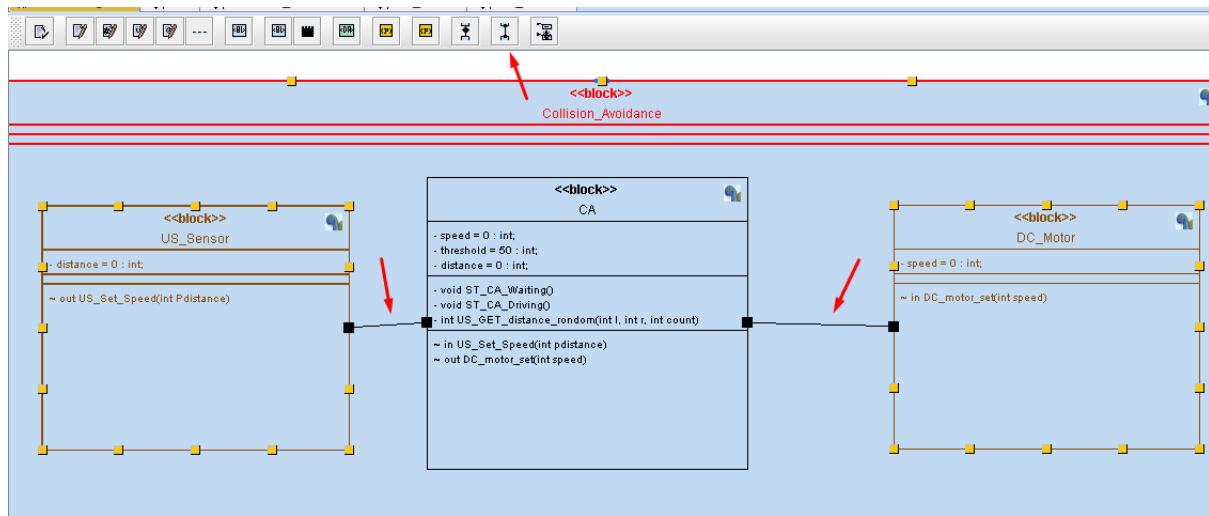 <<block>>
Collision_Avoidance
<<block>>
US_Sensor
- distance = 0 : int;
~ out US_Set_Speed(int Pdistance)
<<block>>
CA
- speed = 0 : int;
- threshold = 50 : int;
- distance = 0 : int;
- void ST_CA_Waiting()
- void ST_CA_Driving()
- int US_GET_distance_rondom(int l, int r, int count)
~ in US_Set_Speed(int pdistance)
~ out DC_motor_set(int speed)
<<block>>
DC_Motor
- speed = 0 : int;
~ in DC_motor_set(int speed)